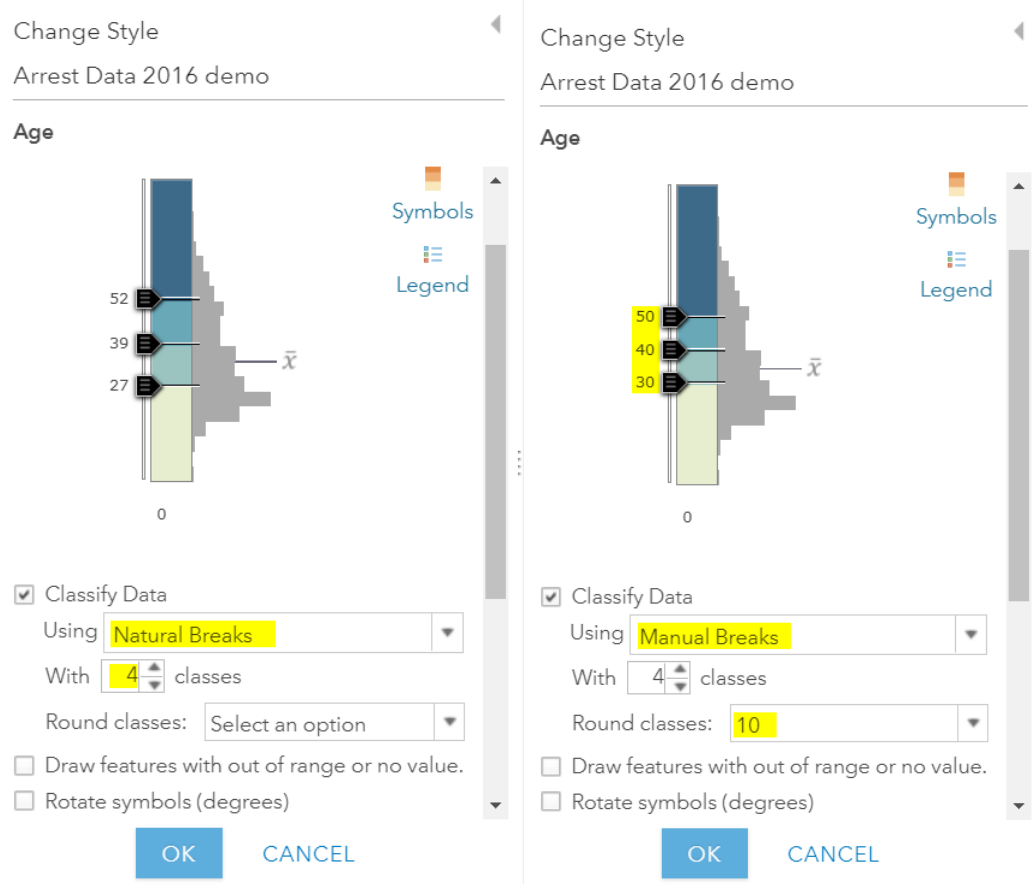 Change Style
Arrest Data 2016 demo
Age
Symbols
Legend
52
39
27
x̄
0
Classify Data
Using Natural Breaks
With 4 classes
Round classes: Select an option
Draw features with out of range or no value.
Rotate symbols (degrees)
OK CANCEL
Change Style
Arrest Data 2016 demo
Age
Symbols
Legend
50
40
30
x̄
0
Classify Data
Using Manual Breaks
With 4 classes
Round classes: 10
Draw features with out of range or no value.
Rotate symbols (degrees)
OK CANCEL